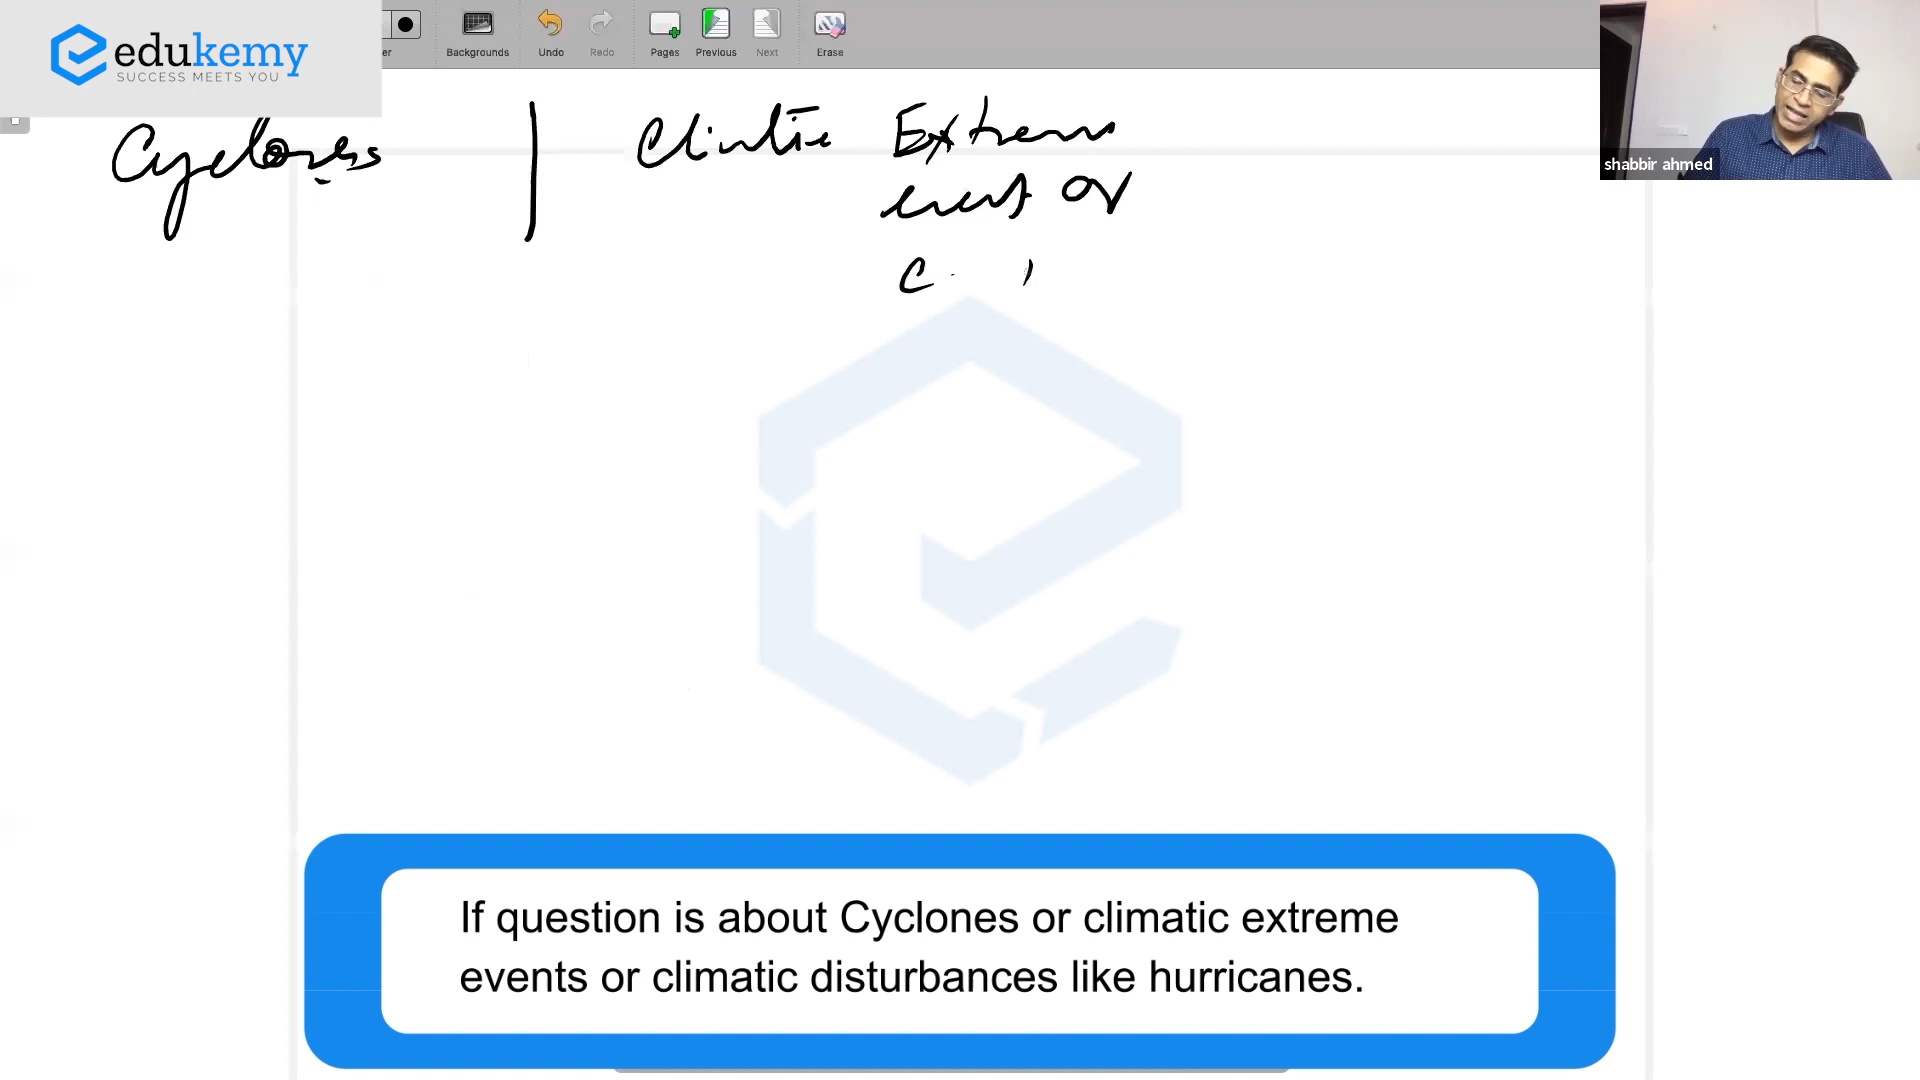 edukemy
SUCCESS MEETS YOU
er
Backgrounds
Undo
Redo
Pages
Previous
Next
Erase
shabbir ahmed
Cyclones
Climatic Extreme
event or
C
If question is about Cyclones or climatic extreme
events or climatic disturbances like hurricanes.